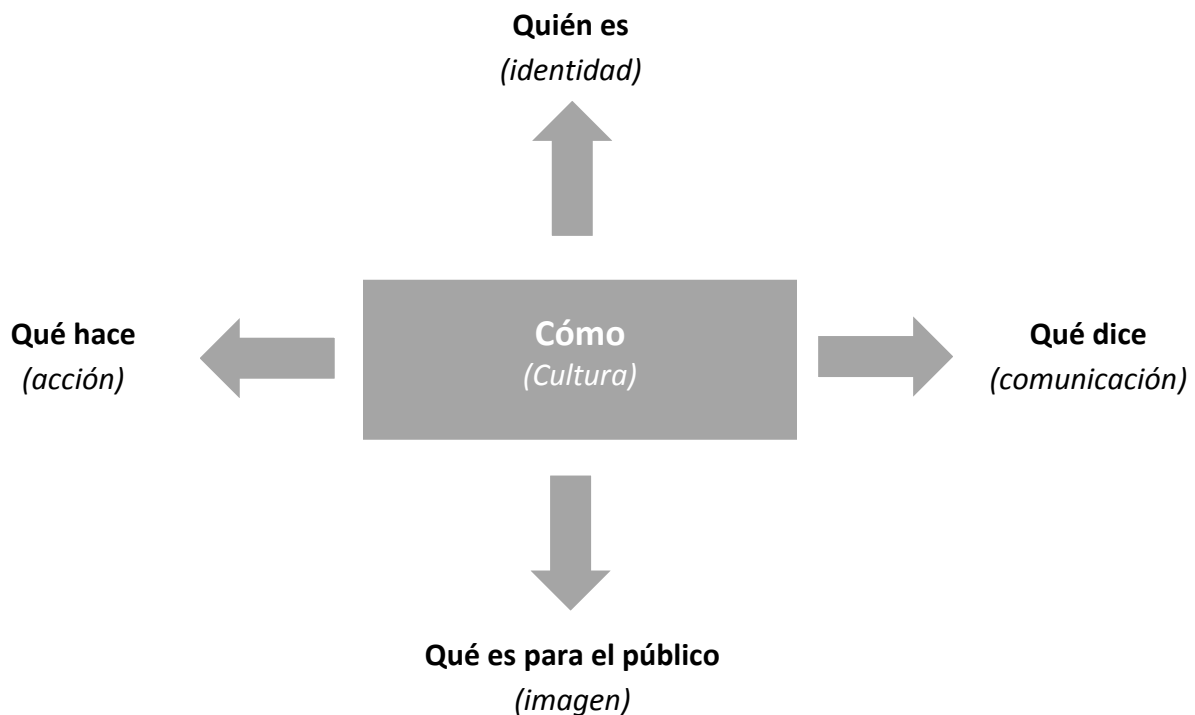 Quién es
(identidad)
Qué hace
(acción)
Cómo
(Cultura)
Qué dice
(comunicación)
Qué es para el público
(imagen)